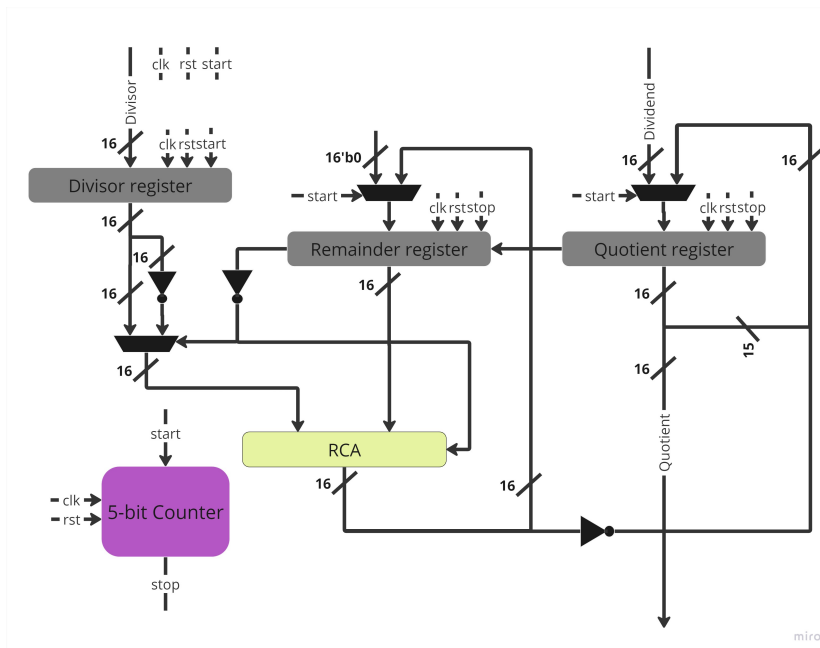 clk rst start
Divisor
Dividend
16
clk rst start
16'b0
16
16
Divisor register
start
start
clk rst stop
clk rst stop
16
Remainder register
Quotient register
16
16
16
16
15
16
16
start
Quotient
RCA
16
16
clk
rst
5-bit Counter
stop
miro